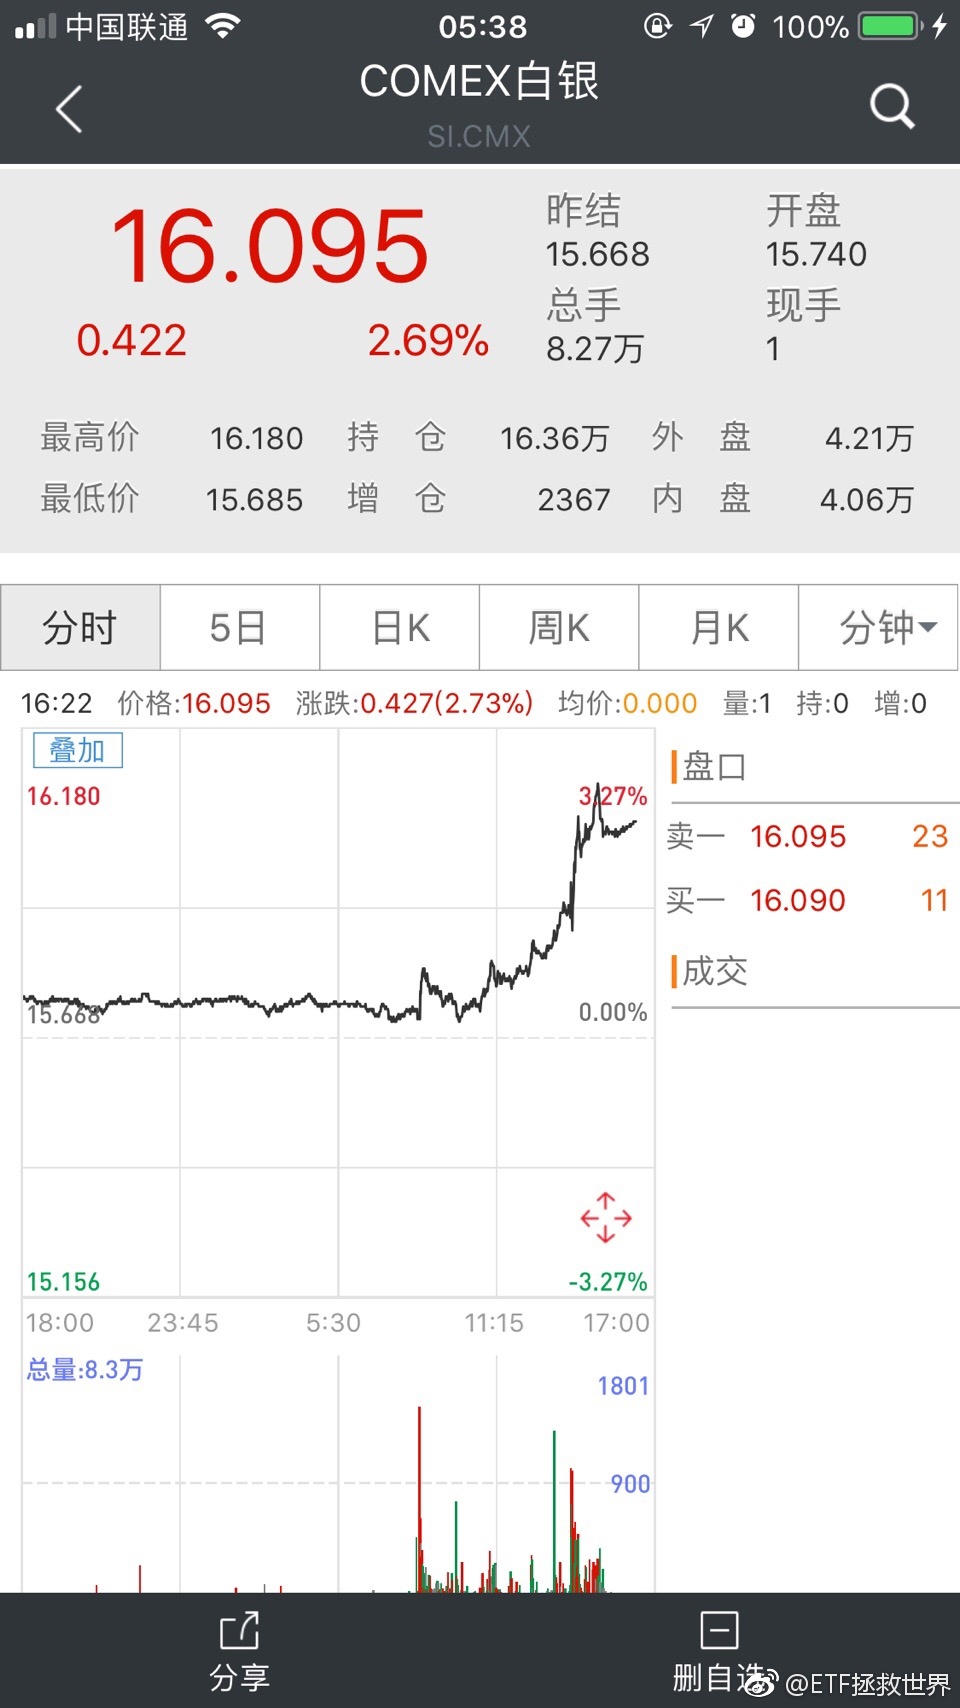 中国联通 05:38 100%
COMEX白银
SI.CMX
16.095
0.422 2.69%
昨结 开盘
15.668 15.740
总手 现手
8.27万 1
最高价 16.180 持仓 16.36万 外盘 4.21万
最低价 15.685 增仓 2367 内盘 4.06万
分时 5日 日K 周K 月K 分钟
16:22 价格:16.095 涨跌:0.427(2.73%) 均价:0.000 量:1 持:0 增:0
叠加
16.180 3.27%
15.668 0.00%
15.156 -3.27%
18:00 23:45 5:30 11:15 17:00
盘口
卖一 16.095 23
买一 16.090 11
成交
总量:8.3万
1801
900
分享 删自选
@ETF拯救世界